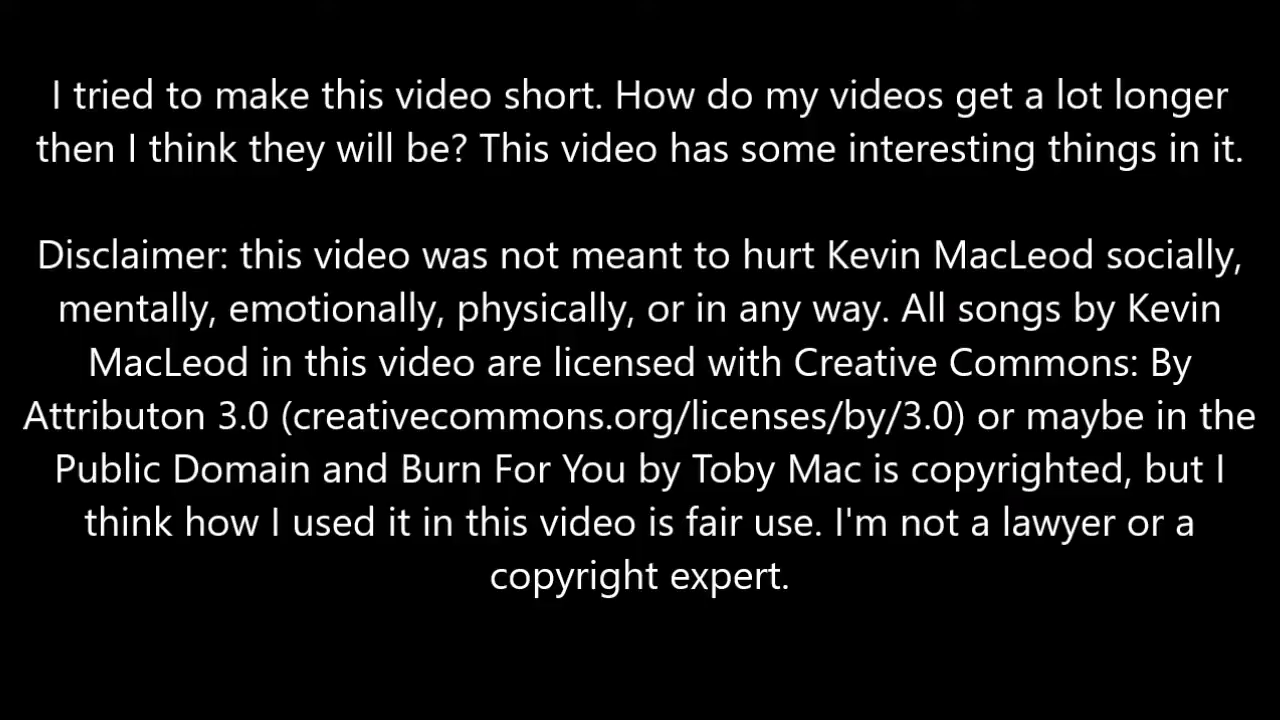 I tried to make this video short. How do my videos get a lot longer
then I think they will be? This video has some interesting things in it.
Disclaimer: this video was not meant to hurt Kevin MacLeod socially,
mentally, emotionally, physically, or in any way. All songs by Kevin
MacLeod in this video are licensed with Creative Commons: By
Attributon 3.0 (creativecommons.org/licenses/by/3.0) or maybe in the
Public Domain and Burn For You by Toby Mac is copyrighted, but I
think how I used it in this video is fair use. I'm not a lawyer or a
copyright expert.